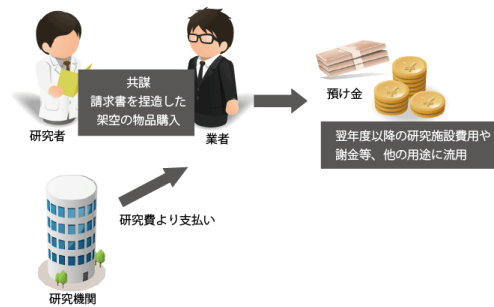 共謀
請求書を捏造した
架空の物品購入
研究者
業者
預け金
翌年度以降の研究施設費用や
謝金等、他の用途に流用
研究費より支払い
研究機関